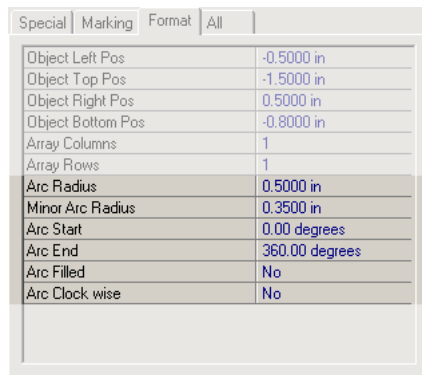 Special Marking Format All
Object Left Pos -0.5000 in
Object Top Pos -1.5000 in
Object Right Pos 0.5000 in
Object Bottom Pos -0.8000 in
Array Columns 1
Array Rows 1
Arc Radius 0.5000 in
Minor Arc Radius 0.3500 in
Arc Start 0.00 degrees
Arc End 360.00 degrees
Arc Filled No
Arc Clock wise No